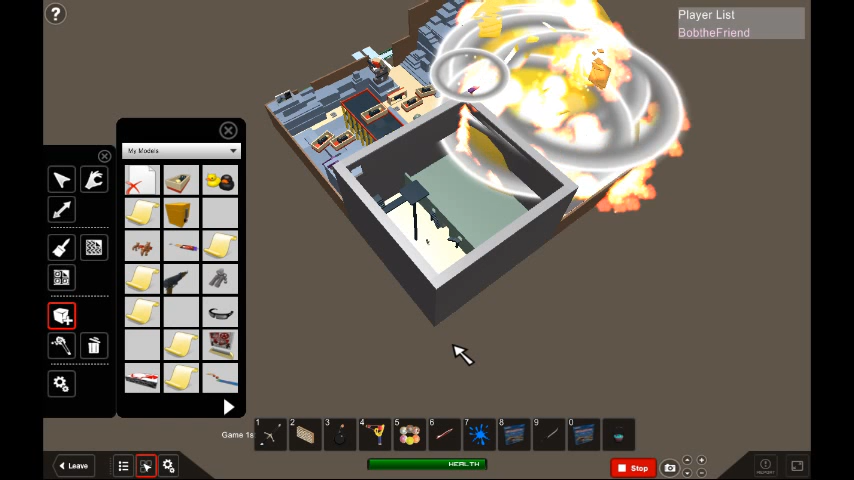 ?
Player List
BobtheFriend
My Models
1 2 3 4 5 6 7 8 9 0
Game 1s
Leave
HEALTH
Stop